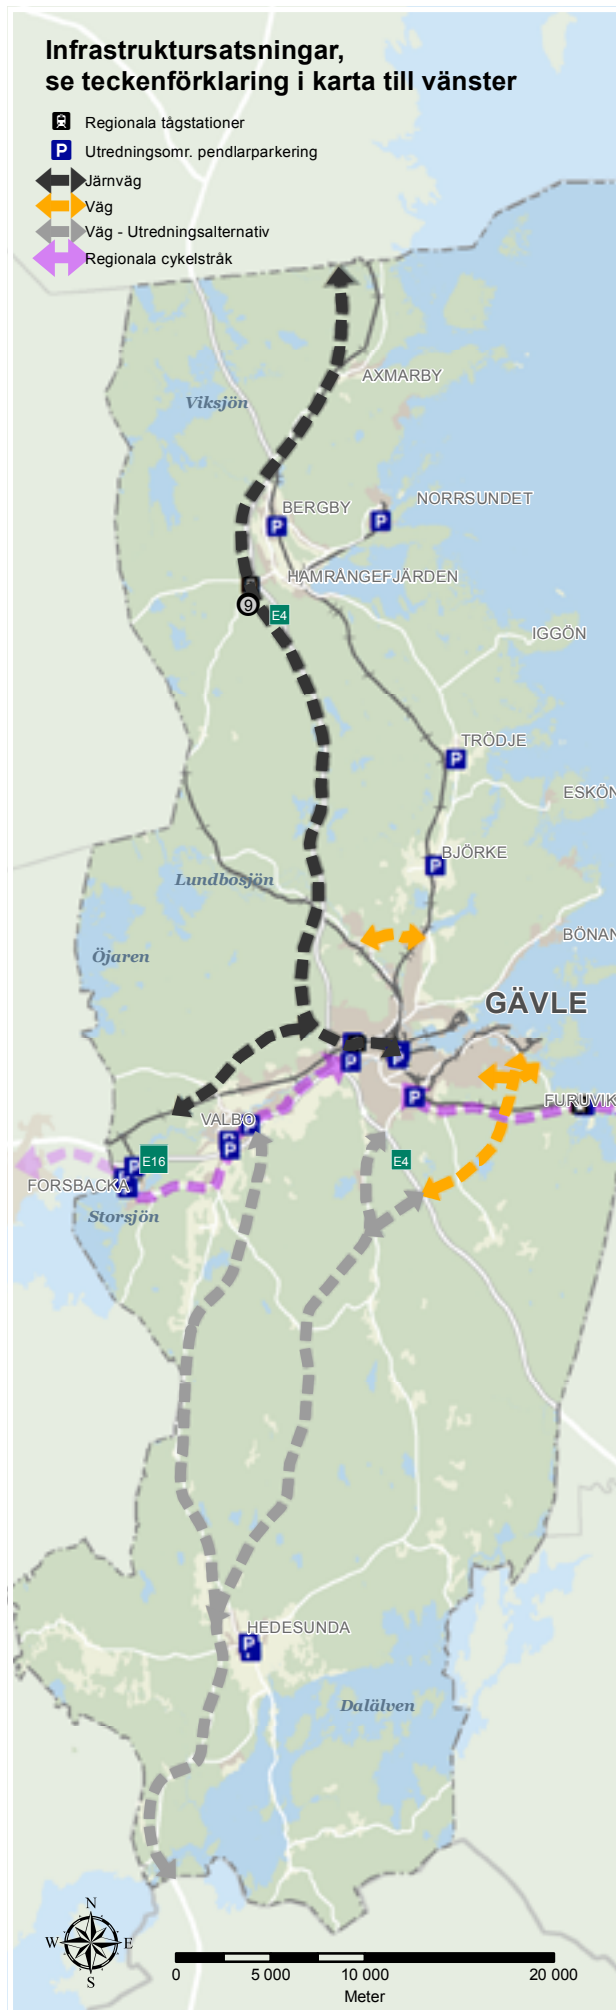 Infrastruktursatsningar,
se teckenförklaring i karta till vänster
Regionala tågstationer
P Utredningsomr. pendlarparkering
Järnväg
Väg
Väg - Utredningsalternativ
Regionala cykelstråk
AXMARBY
Viksjön
NORRSUNDET
BERGBY
P
P
HAMRÅNGEFJÄRDEN
9
E4
IGGÖN
TRÖDJE
P
ESKÖN
BJÖRKE
P
Lundbosjön
BÖNAN
Öjaren
GÄVLE
P
P
P
FURUVIK
VALBO
P
P
E16
E4
P
FORSBACKA
P
Storsjön
HEDESUNDA
P
Dalälven
N
W E
S
0 5 000 10 000 20 000
Meter